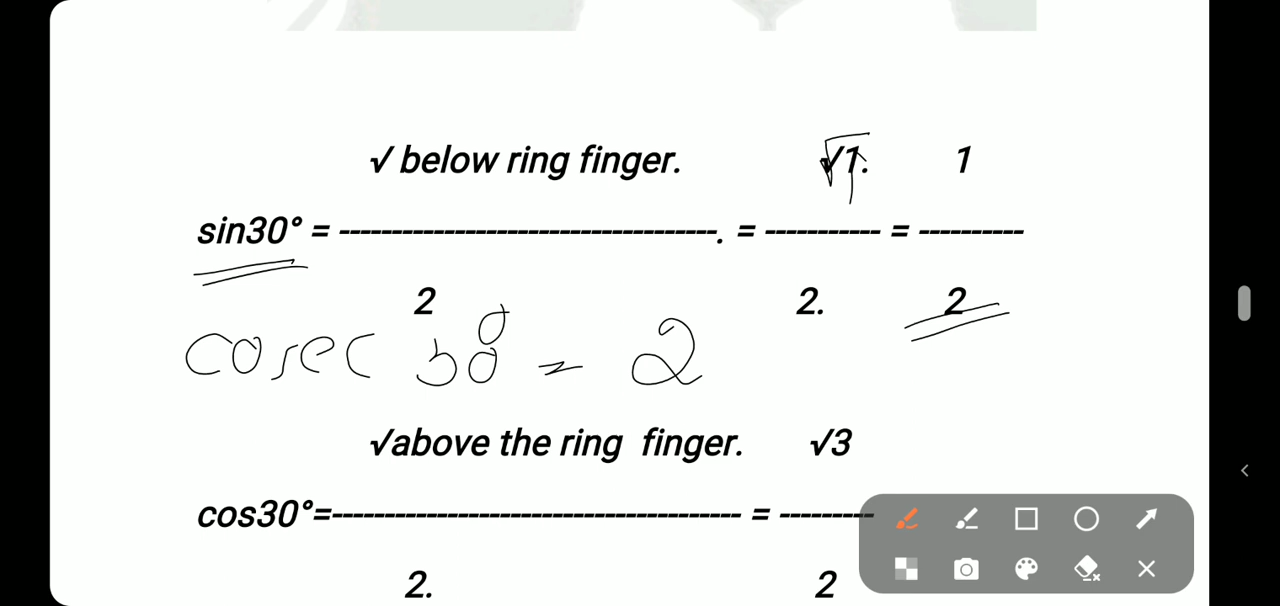 √ below ring finger. √1. 1
sin30° = ------------------------------------. = ----------- = ----------
2 2. 2
cosec 30° = 2
√above the ring finger. √3
cos30°=--------------------------------------- = ---------
2. 2